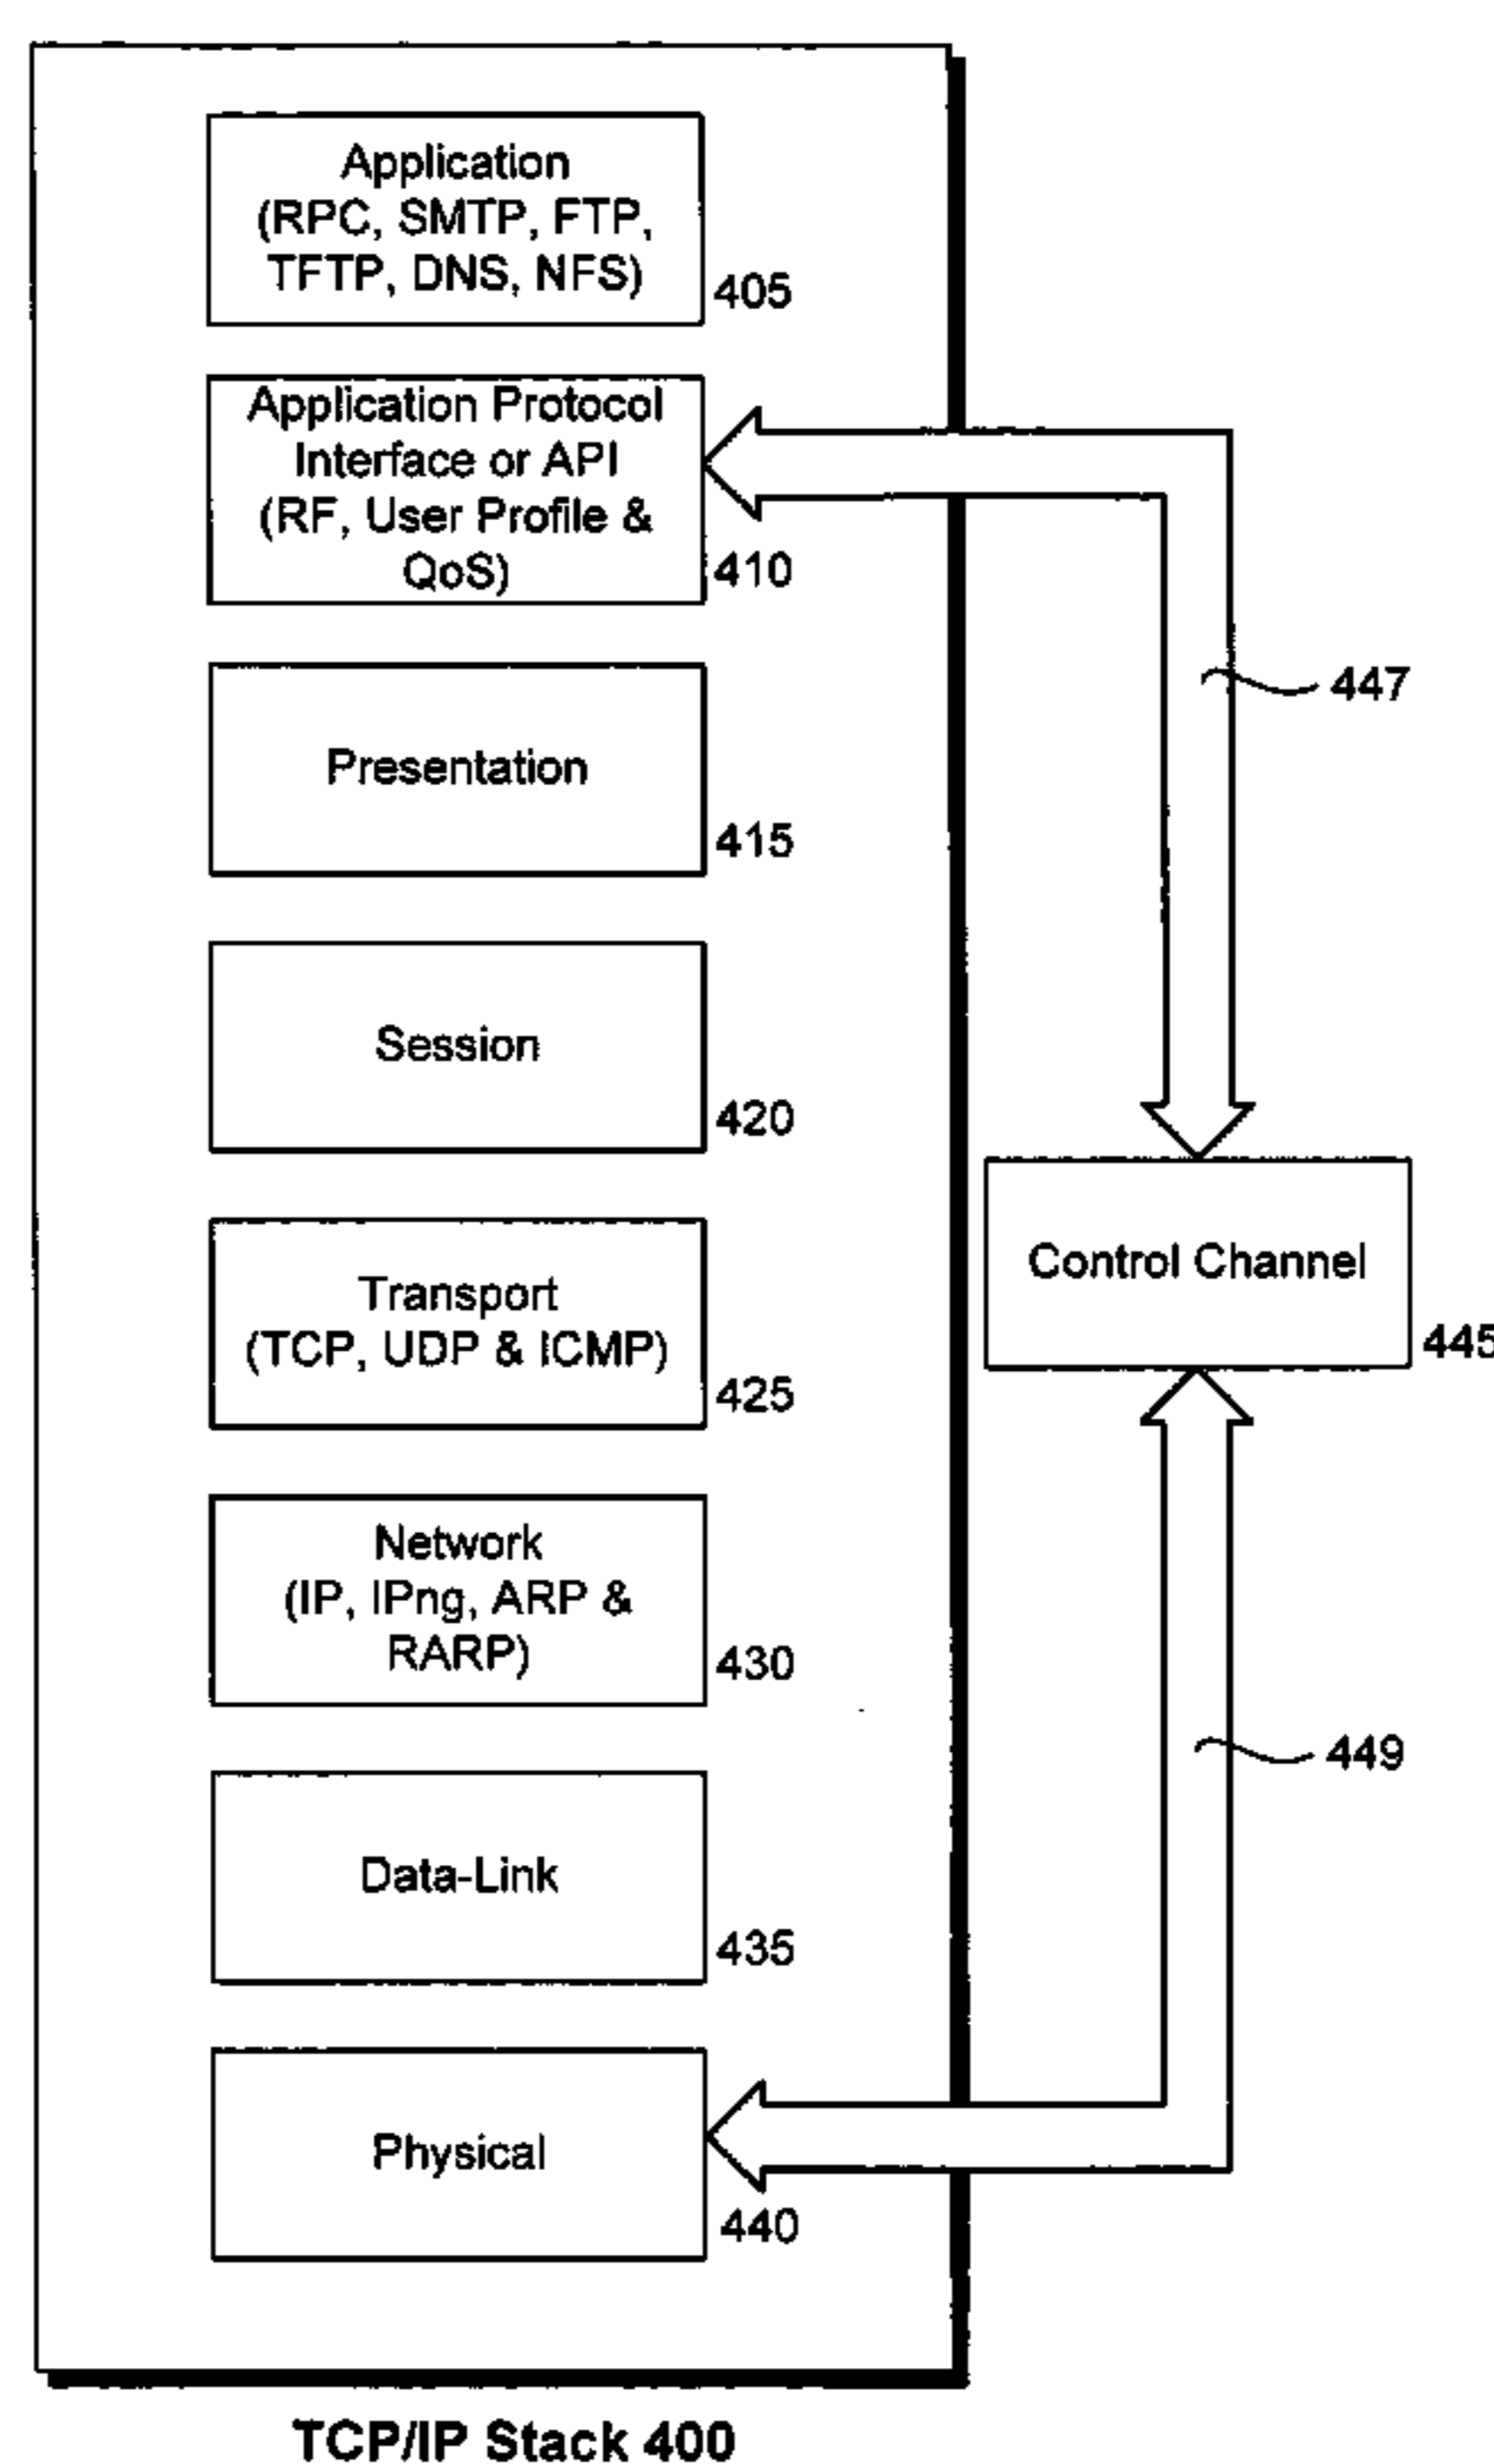 Application
(RPC, SMTP, FTP,
TFTP, DNS, NFS)
405
Application Protocol
Interface or API
(RF, User Profile &
QoS)
410
447
Presentation
415
Session
420
Control Channel
445
Transport
(TCP, UDP & ICMP)
425
Network
(IP, IPng, ARP &
RARP)
430
449
Data-Link
435
Physical
440
TCP/IP Stack 400